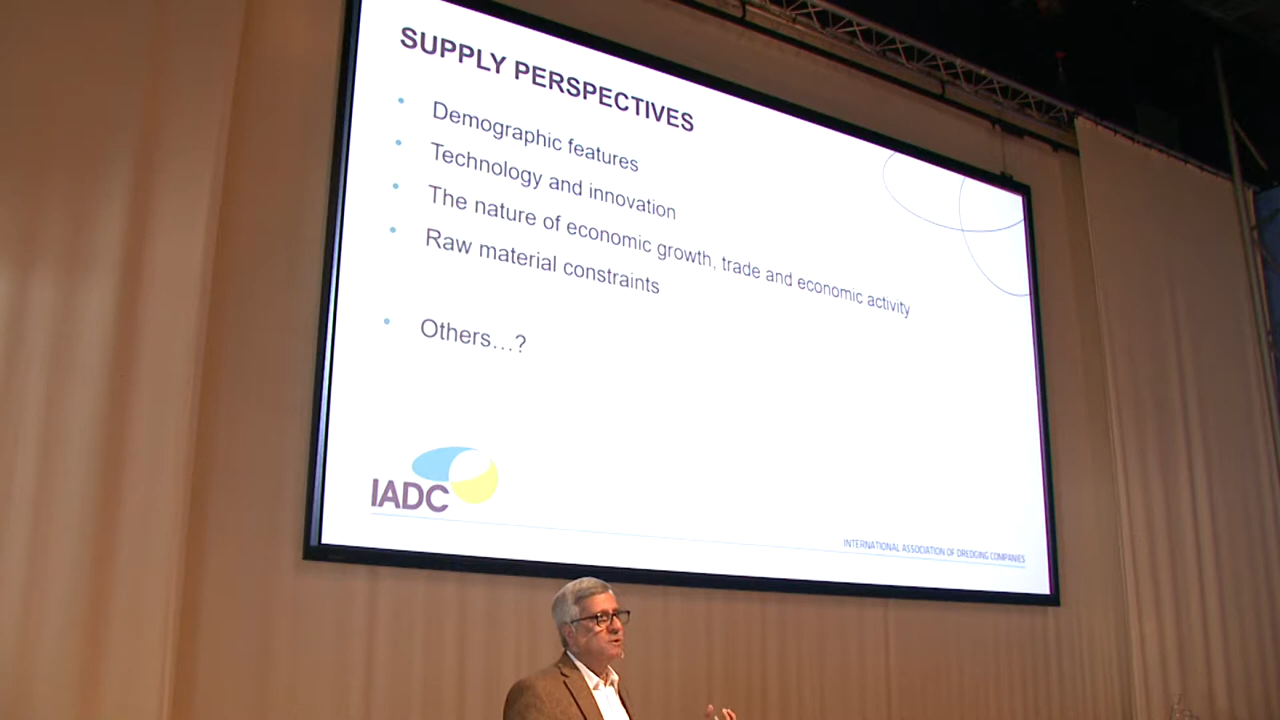 SUPPLY PERSPECTIVES
• Demographic features
• Technology and innovation
• The nature of economic growth, trade and economic activity
• Raw material constraints
• Others…?
IADC
INTERNATIONAL ASSOCIATION OF DREDGING COMPANIES